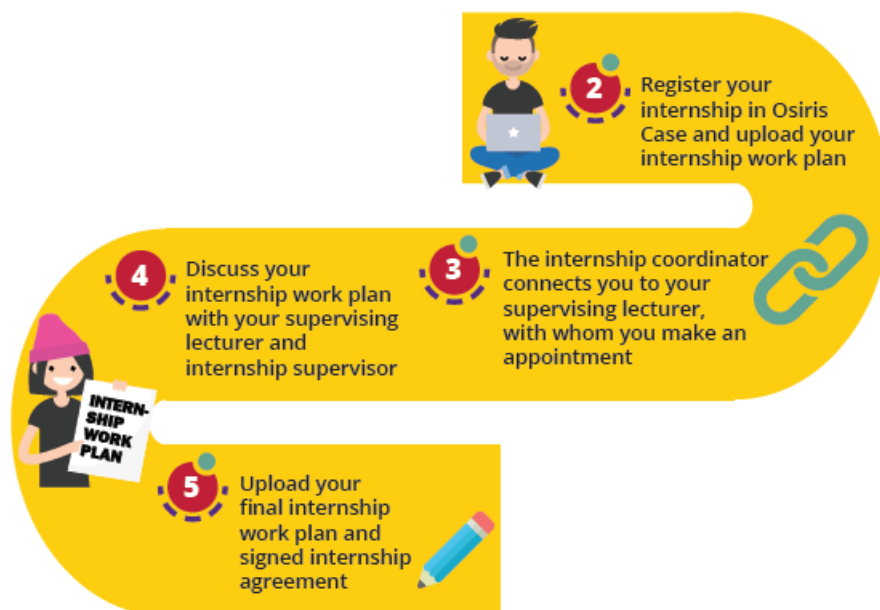 2
Register your
internship in Osiris
Case and upload your
internship work plan
3
The internship coordinator
connects you to your
supervising lecturer,
with whom you make an
appointment
4
Discuss your
internship work plan
with your supervising
lecturer and
internship supervisor
INTERN-
SHIP
WORK
PLAN
5
Upload your
final internship
work plan and
signed internship
agreement